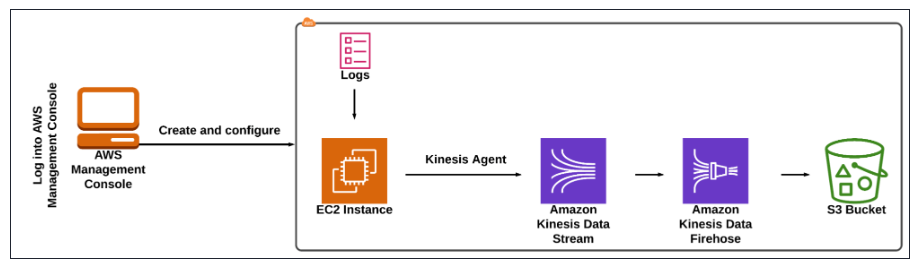 Log into AWS
Management Console
AWS
Management
Console
Create and configure
Logs
EC2 Instance
Kinesis Agent
Amazon
Kinesis Data
Stream
Amazon
Kinesis Data
Firehose
S3 Bucket